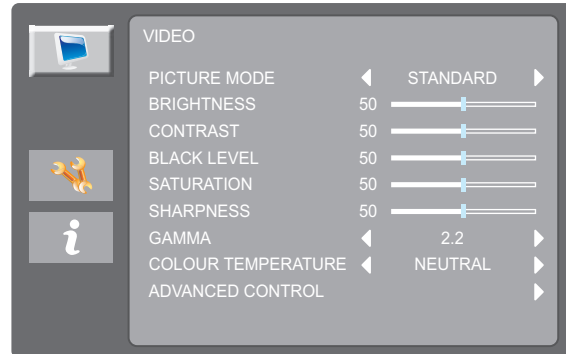 VIDEO
PICTURE MODE STANDARD
BRIGHTNESS 50
CONTRAST 50
BLACK LEVEL 50
SATURATION 50
SHARPNESS 50
GAMMA 2.2
COLOUR TEMPERATURE NEUTRAL
ADVANCED CONTROL
i